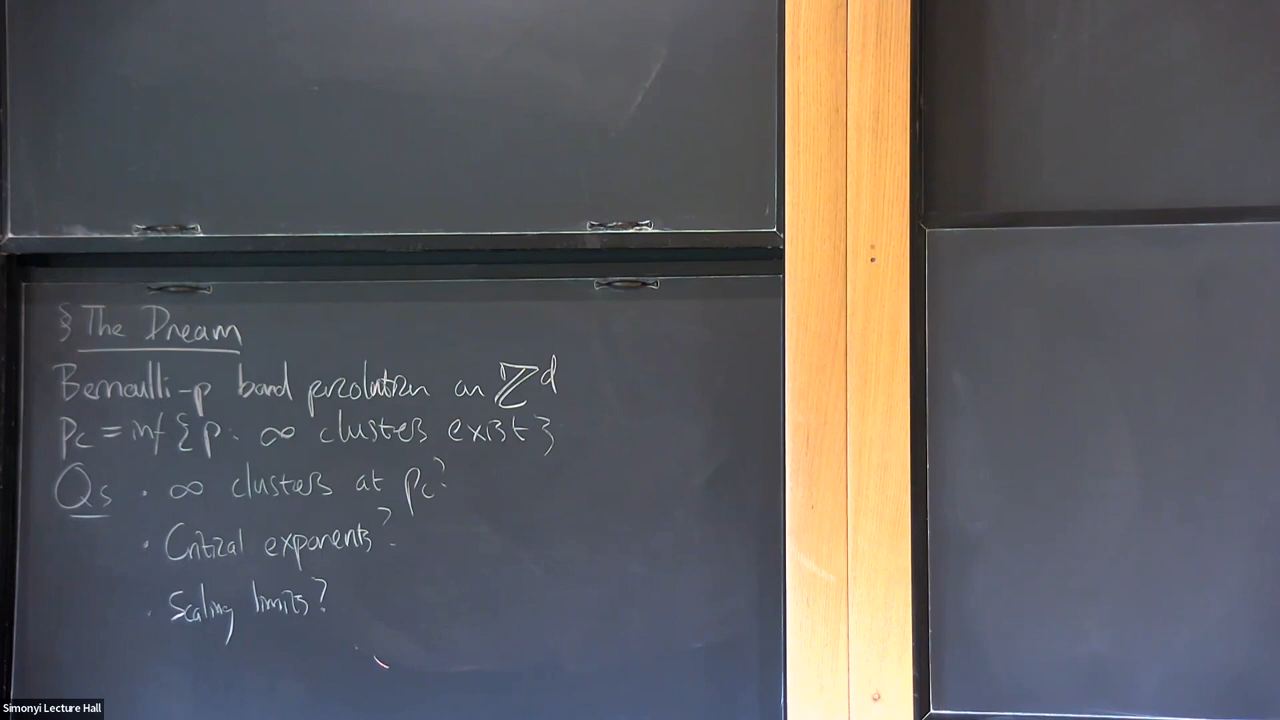 § The Dream
Bernoulli-p bond percolation on ℤ^d
p_c = inf {p: ∞ clusters exist}
Qs · ∞ clusters at p_c?
· Critical exponents?
· Scaling limits?
Simonyi Lecture Hall